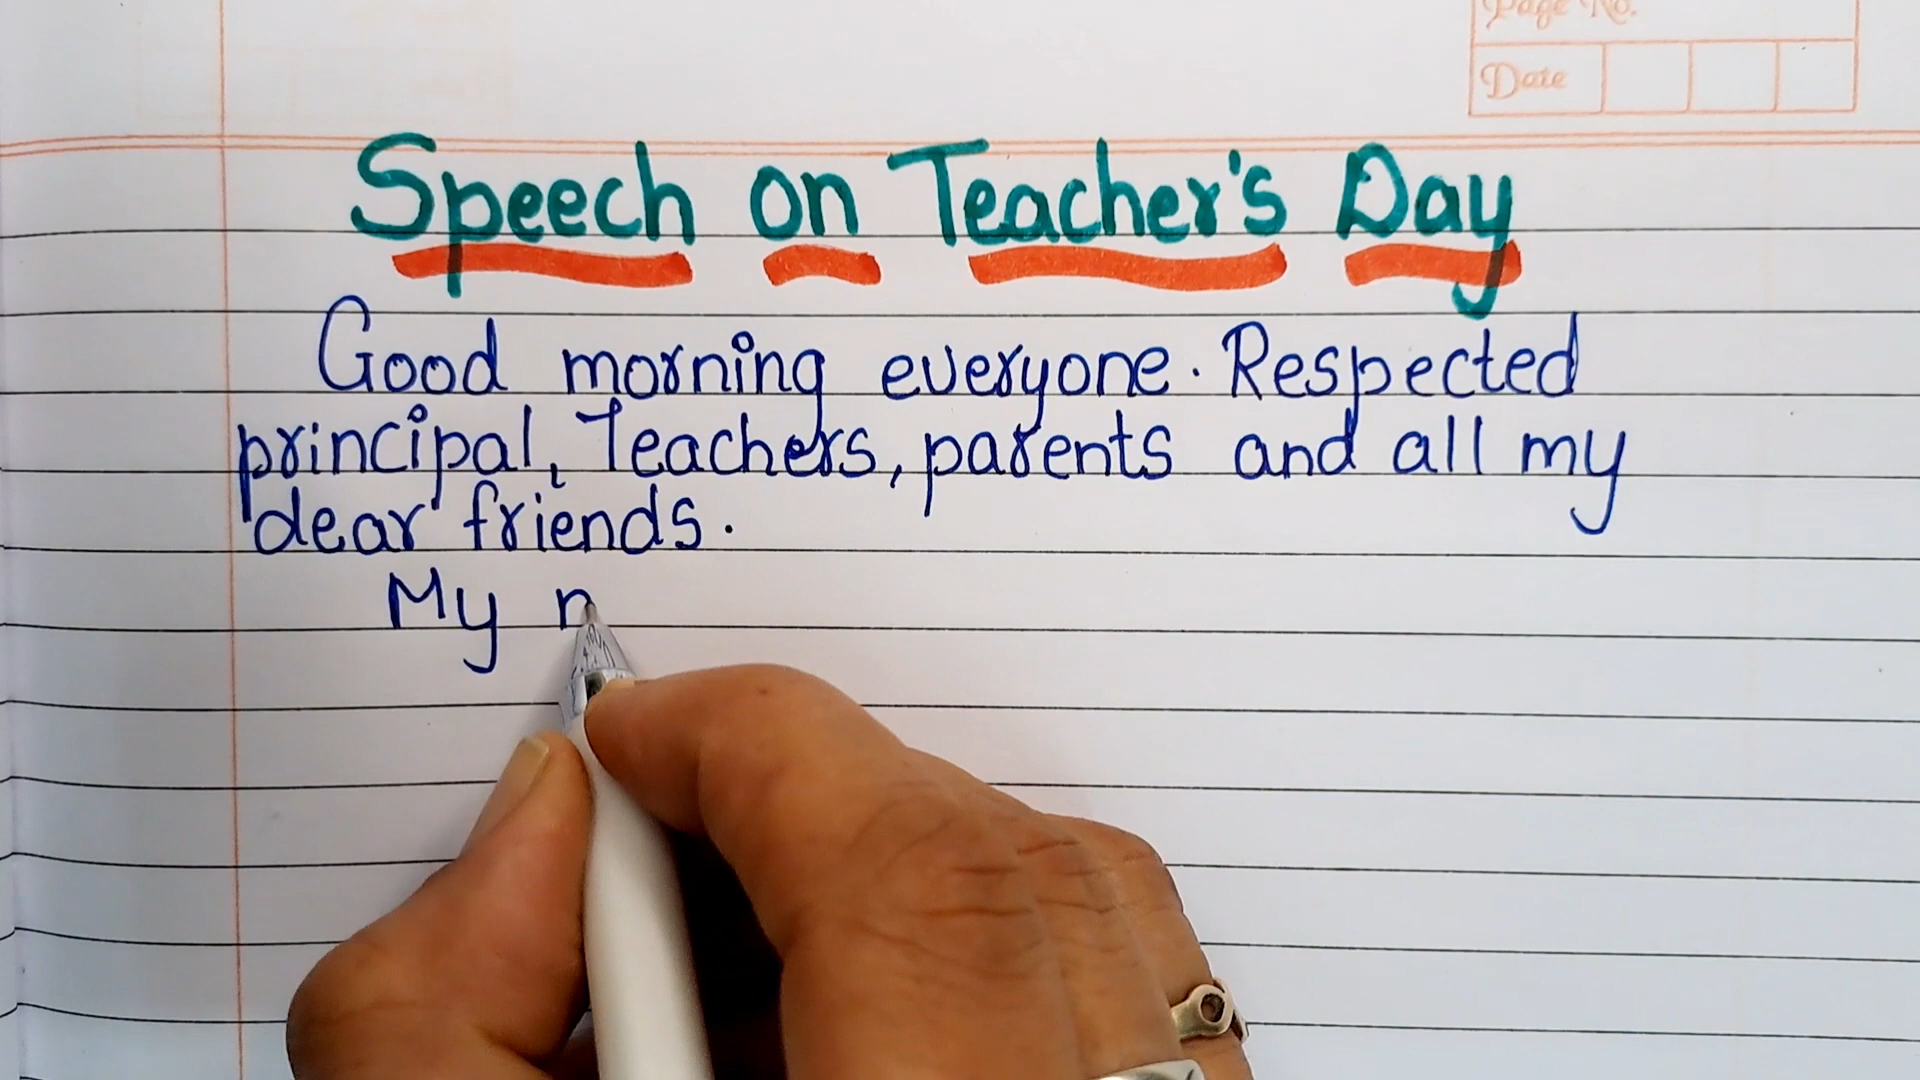 Page No.
Date
Speech on Teacher's Day
Good morning everyone. Respected
principal, Teachers, parents and all my
dear friends.
My n